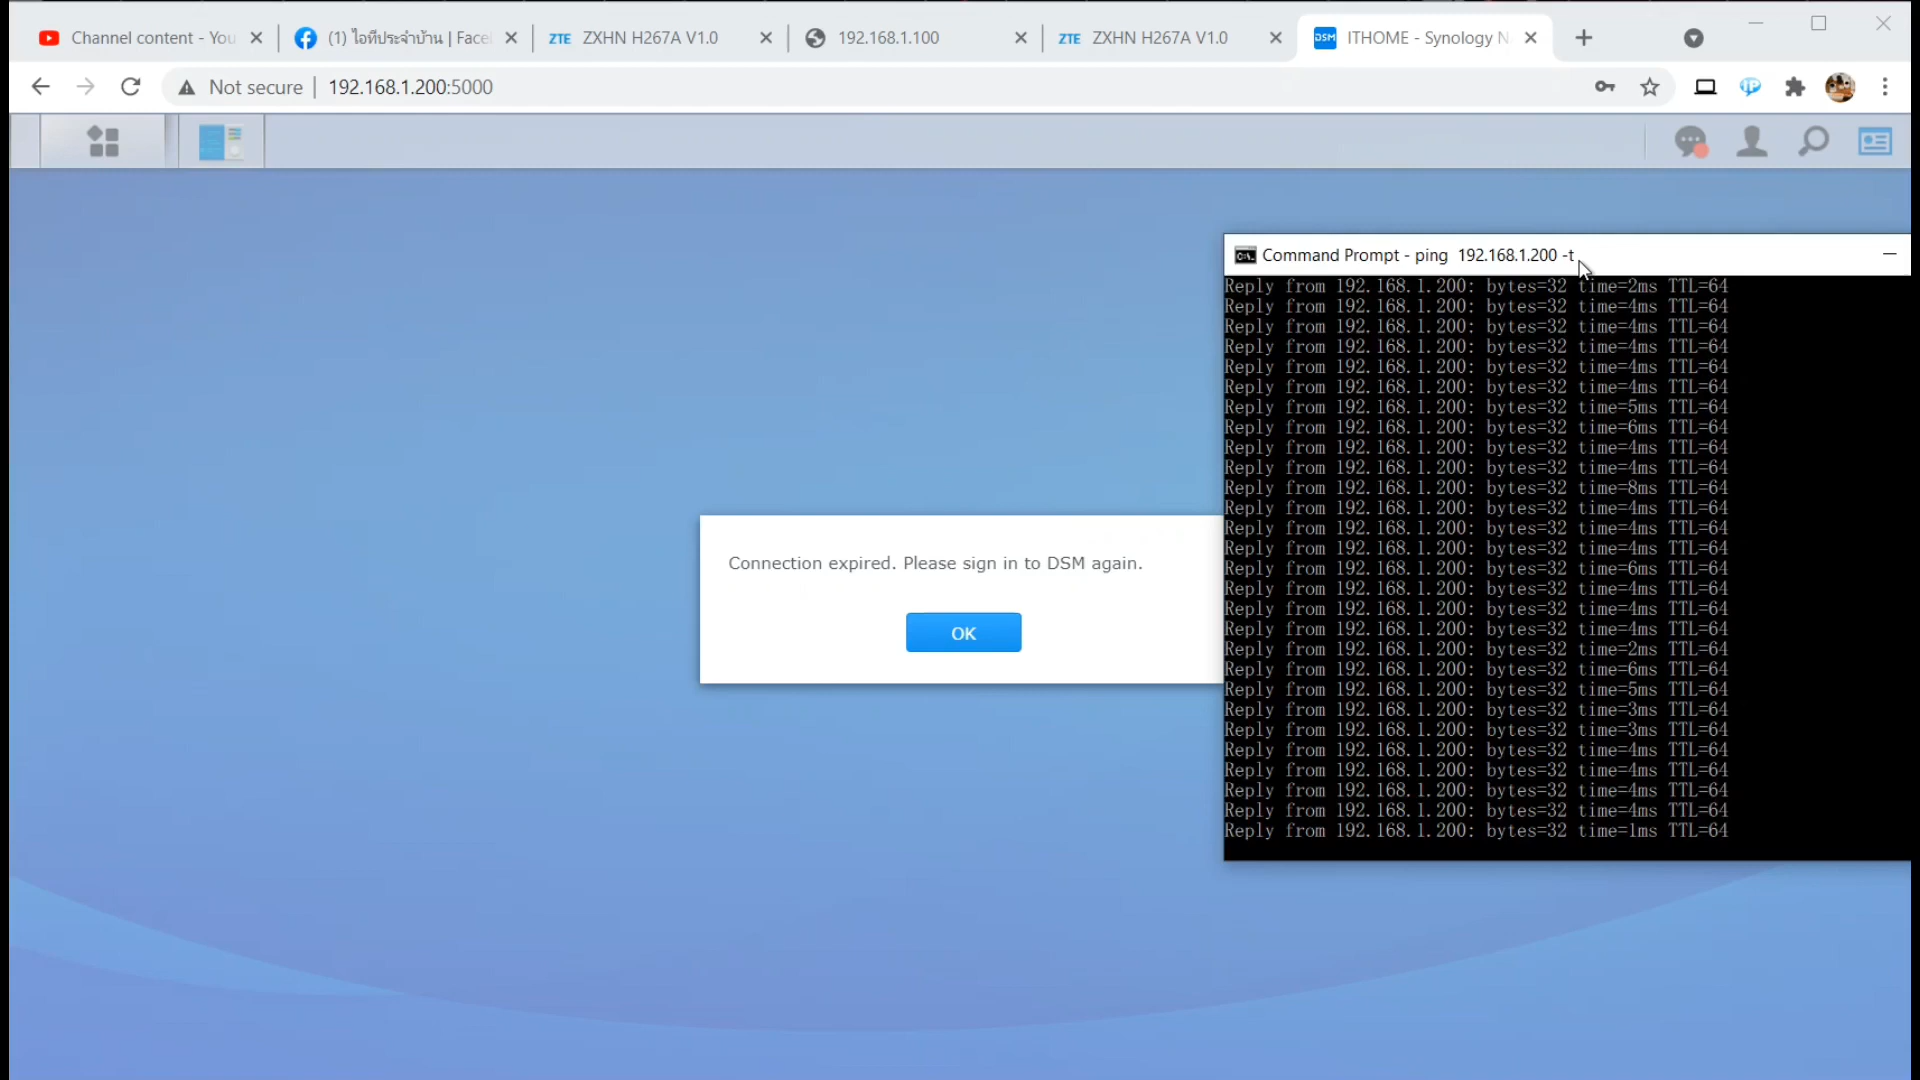 Channel content - You
(1) ไอทีประจำบ้าน | Face
ZTE ZXHN H267A V1.0
192.168.1.100
ZTE ZXHN H267A V1.0
DSM ITHOME - Synology N
Not secure | 192.168.1.200:5000
iP
Command Prompt - ping 192.168.1.200 -t
Reply from 192.168.1.200: bytes=32 time=2ms TTL=64
Reply from 192.168.1.200: bytes=32 time=4ms TTL=64
Reply from 192.168.1.200: bytes=32 time=4ms TTL=64
Reply from 192.168.1.200: bytes=32 time=4ms TTL=64
Reply from 192.168.1.200: bytes=32 time=4ms TTL=64
Reply from 192.168.1.200: bytes=32 time=4ms TTL=64
Reply from 192.168.1.200: bytes=32 time=5ms TTL=64
Reply from 192.168.1.200: bytes=32 time=6ms TTL=64
Reply from 192.168.1.200: bytes=32 time=4ms TTL=64
Reply from 192.168.1.200: bytes=32 time=4ms TTL=64
Reply from 192.168.1.200: bytes=32 time=8ms TTL=64
Reply from 192.168.1.200: bytes=32 time=4ms TTL=64
Reply from 192.168.1.200: bytes=32 time=4ms TTL=64
Reply from 192.168.1.200: bytes=32 time=4ms TTL=64
Reply from 192.168.1.200: bytes=32 time=6ms TTL=64
Reply from 192.168.1.200: bytes=32 time=4ms TTL=64
Reply from 192.168.1.200: bytes=32 time=4ms TTL=64
Reply from 192.168.1.200: bytes=32 time=4ms TTL=64
Reply from 192.168.1.200: bytes=32 time=2ms TTL=64
Reply from 192.168.1.200: bytes=32 time=6ms TTL=64
Reply from 192.168.1.200: bytes=32 time=5ms TTL=64
Reply from 192.168.1.200: bytes=32 time=3ms TTL=64
Reply from 192.168.1.200: bytes=32 time=3ms TTL=64
Reply from 192.168.1.200: bytes=32 time=4ms TTL=64
Reply from 192.168.1.200: bytes=32 time=4ms TTL=64
Reply from 192.168.1.200: bytes=32 time=4ms TTL=64
Reply from 192.168.1.200: bytes=32 time=4ms TTL=64
Reply from 192.168.1.200: bytes=32 time=1ms TTL=64
Connection expired. Please sign in to DSM again.
OK